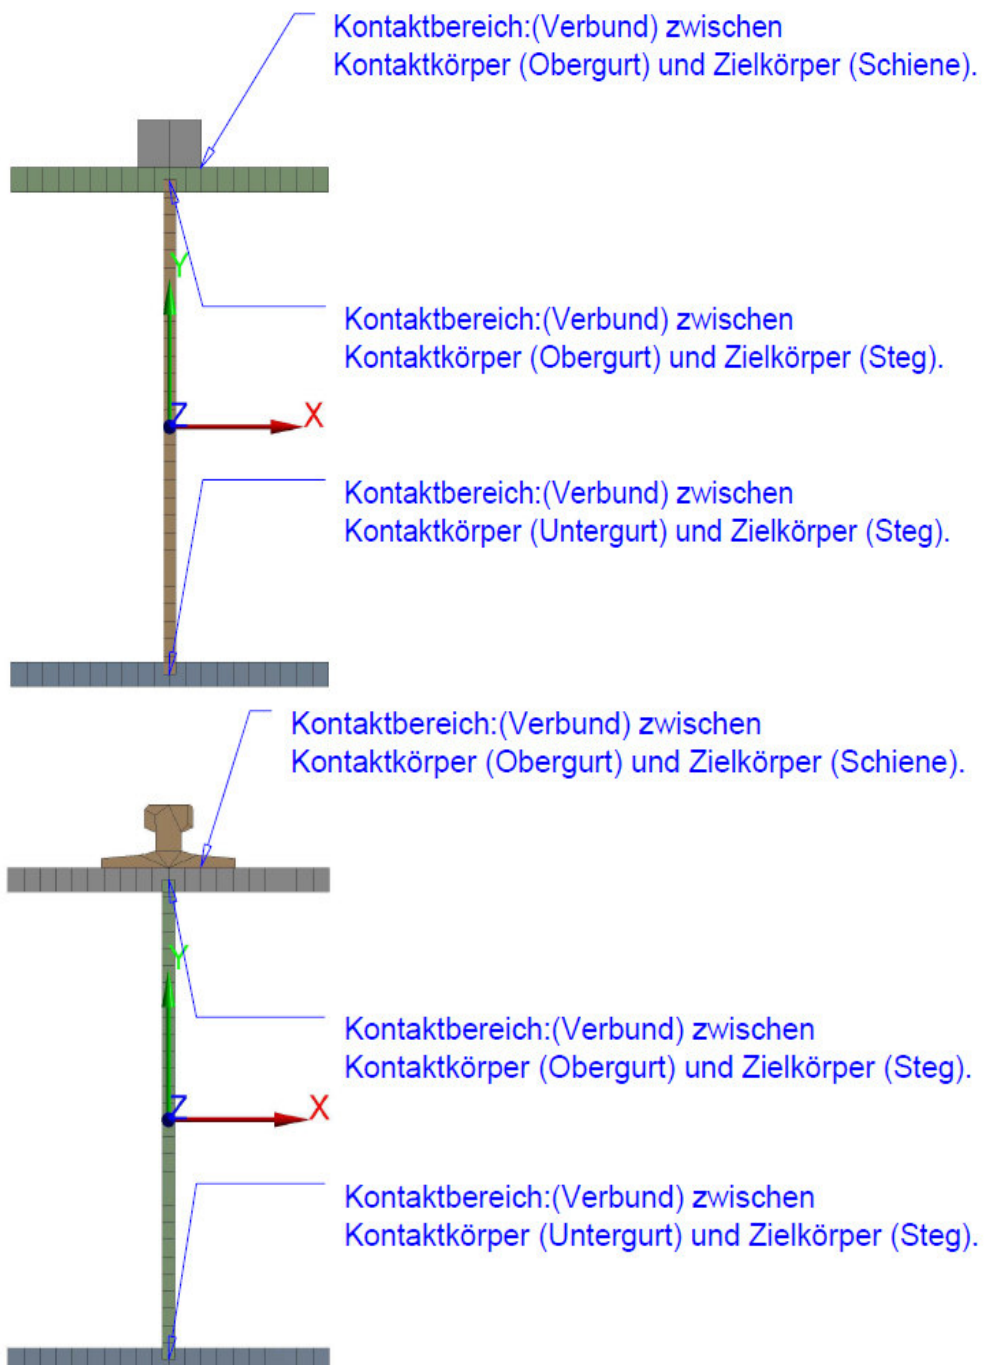 Kontaktbereich:(Verbund) zwischen
Kontaktkörper (Obergurt) und Zielkörper (Schiene).
Y
Kontaktbereich:(Verbund) zwischen
Kontaktkörper (Obergurt) und Zielkörper (Steg).
Z
X
Kontaktbereich:(Verbund) zwischen
Kontaktkörper (Untergurt) und Zielkörper (Steg).
Kontaktbereich:(Verbund) zwischen
Kontaktkörper (Obergurt) und Zielkörper (Schiene).
Y
Kontaktbereich:(Verbund) zwischen
Kontaktkörper (Obergurt) und Zielkörper (Steg).
Z
X
Kontaktbereich:(Verbund) zwischen
Kontaktkörper (Untergurt) und Zielkörper (Steg).